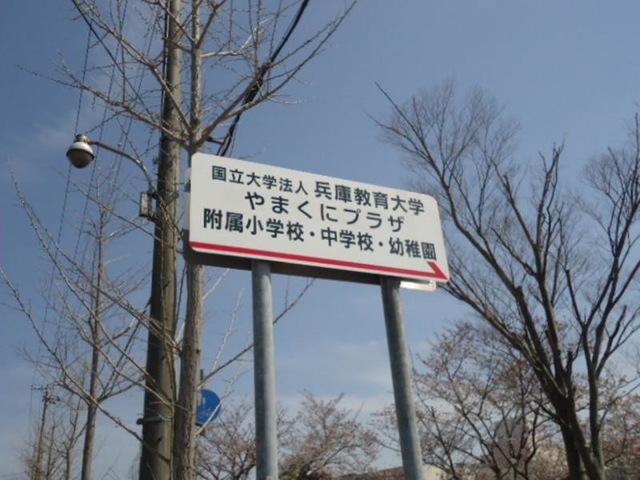 国立大学法人 兵庫教育大学
やまくにプラザ
附属小学校・中学校・幼稚園